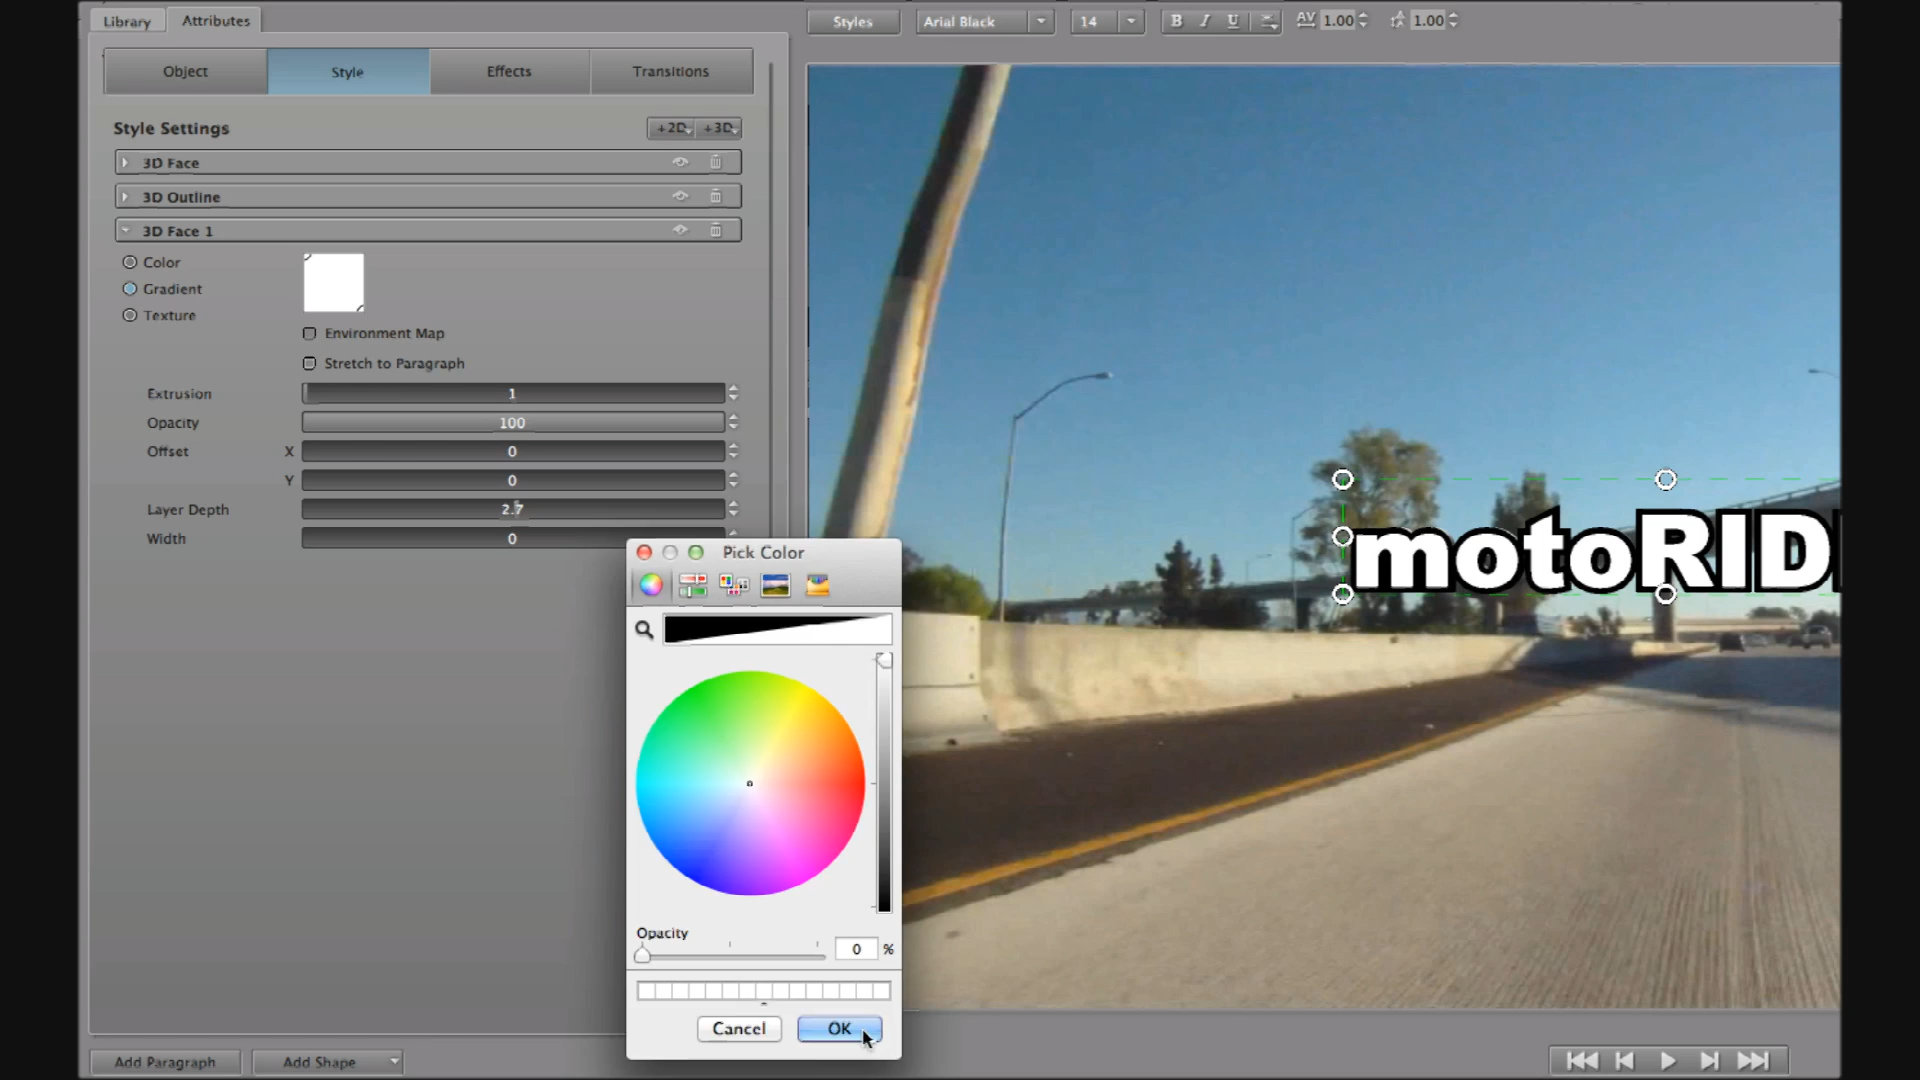 Library Attributes Styles Arial Black 14 B I U AV 1.00 1.00
Object Style Effects Transitions
Style Settings +2D +3D
3D Face
3D Outline
3D Face 1
Color
Gradient
Texture
Environment Map
Stretch to Paragraph
Extrusion 1
Opacity 100
Offset X 0
Y 0
Layer Depth 2.7
Width 0
Pick Color
motoRID
Opacity
0 %
Cancel OK
Add Paragraph Add Shape